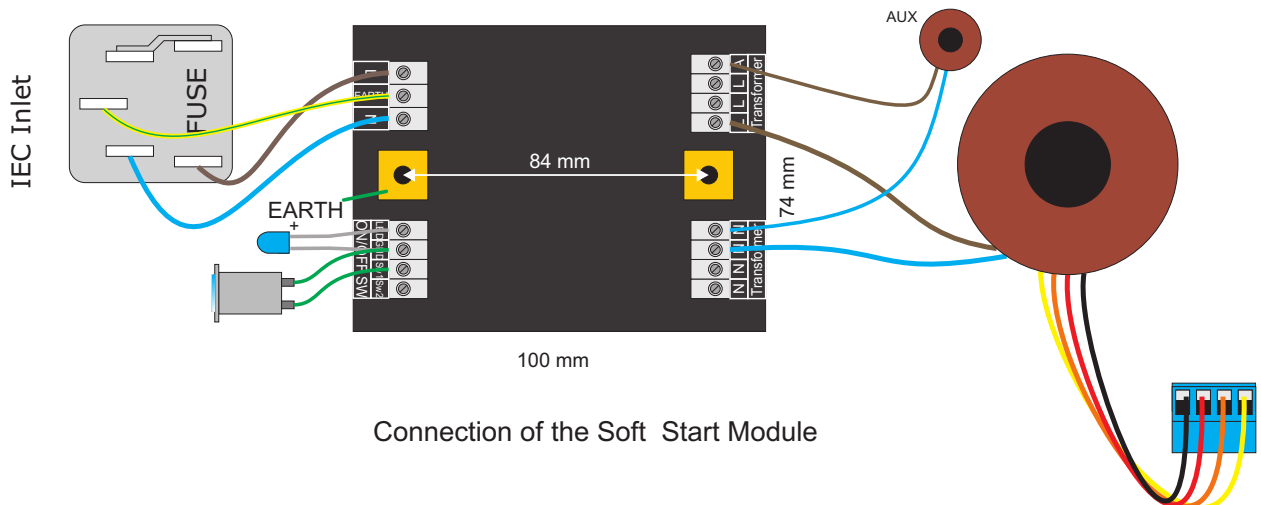 IEC Inlet
FUSE
L
EARTH
N
EARTH
+
ON/OFF SW
84 mm
74 mm
100 mm
A
L
L
Transformer
N
N
N
N
Transformer
AUX
Connection of the Soft  Start Module